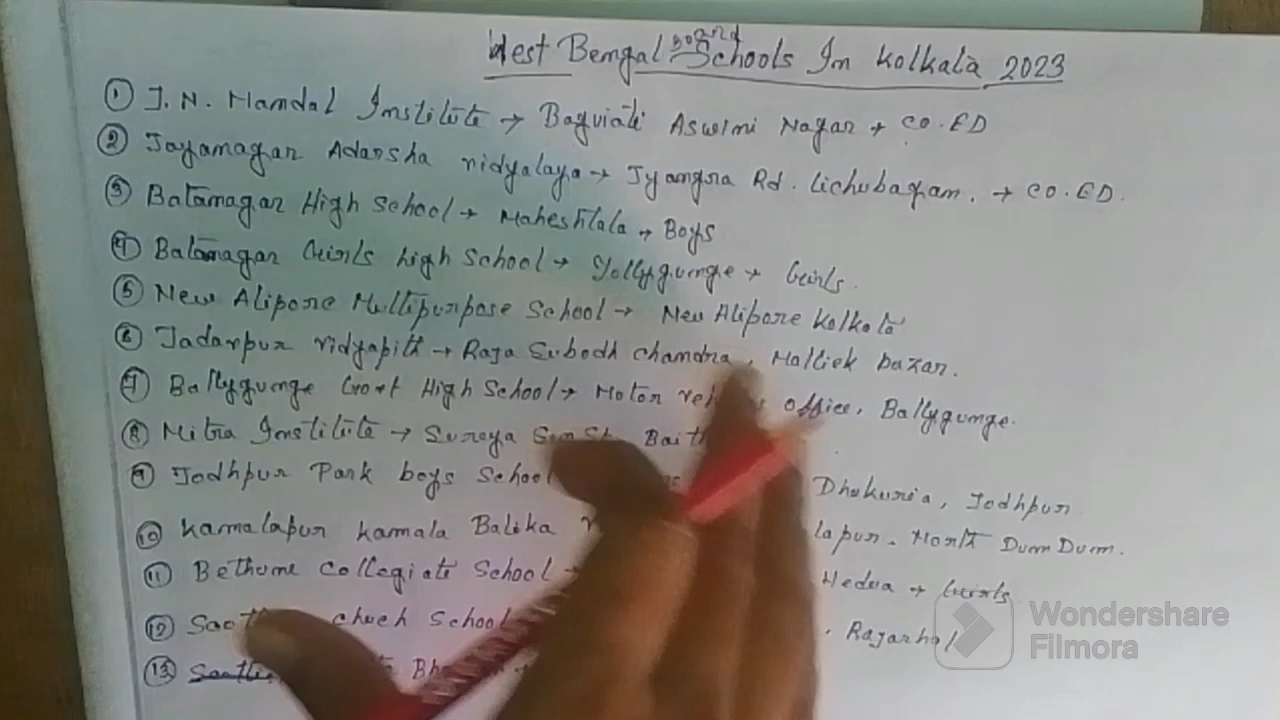 West Bengal Board Schools In Kolkata 2023
① J. N. Mandal Institute → Baguiati Aswini Nagar → CO.ED
② Jayanagar Adarsha vidyalaya → Jyangra Rd. Lichubagan. → CO.ED.
③ Batanagar High School → Maheshtala → Boys
④ Batanagar Girls high School → Tollygunge → Girls.
⑤ New Alipore Multipurpose School → New Alipore Kolkata
⑥ Jadavpur vidyapith → Raja Subodh chandra, Mallick bazar.
⑦ Ballygunge Govt High School → Motor office, Ballygunge.
⑧ Mitra Institute → Sureya
⑨ Jodhpur Park boys School Dhakuria, Jodhpur
⑩ Kamalapur Kamala Balika lapur. North Dum Dum.
⑪ Bethune Collegiate School → Hedua → Girls
⑫ School , Rajarhat
⑬
Wondershare
Filmora